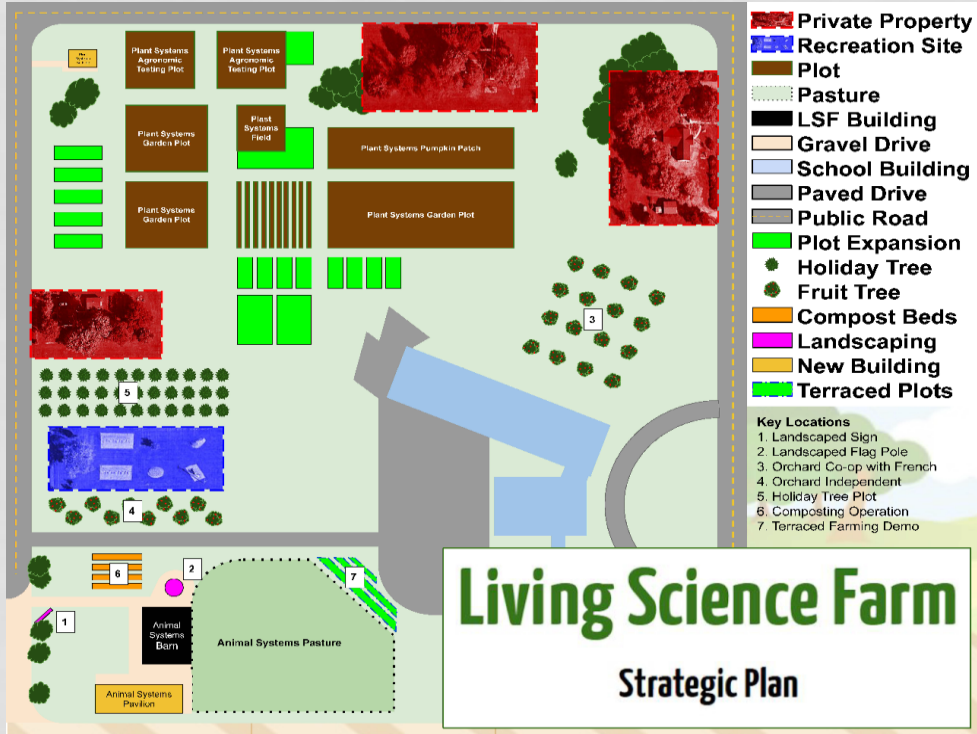 Plant Systems
Agronomic
Testing Plot
Plant Systems
Agronomic
Testing Plot
Plant Systems
Garden Plot
Plant
Systems
Field
Plant Systems Pumpkin Patch
Plant Systems
Garden Plot
Plant Systems Garden Plot
3
5
4
6
2
7
1
Animal
Systems
Barn
Animal Systems Pasture
Animal Systems
Pavilion
Private Property
Recreation Site
Plot
Pasture
LSF Building
Gravel Drive
School Building
Paved Drive
Public Road
Plot Expansion
Holiday Tree
Fruit Tree
Compost Beds
Landscaping
New Building
Terraced Plots
Key Locations
1. Landscaped Sign
2. Landscaped Flag Pole
3. Orchard Co-op with French
4. Orchard Independent
5. Holiday Tree Plot
6. Composting Operation
7. Terraced Farming Demo
Living Science Farm
Strategic Plan